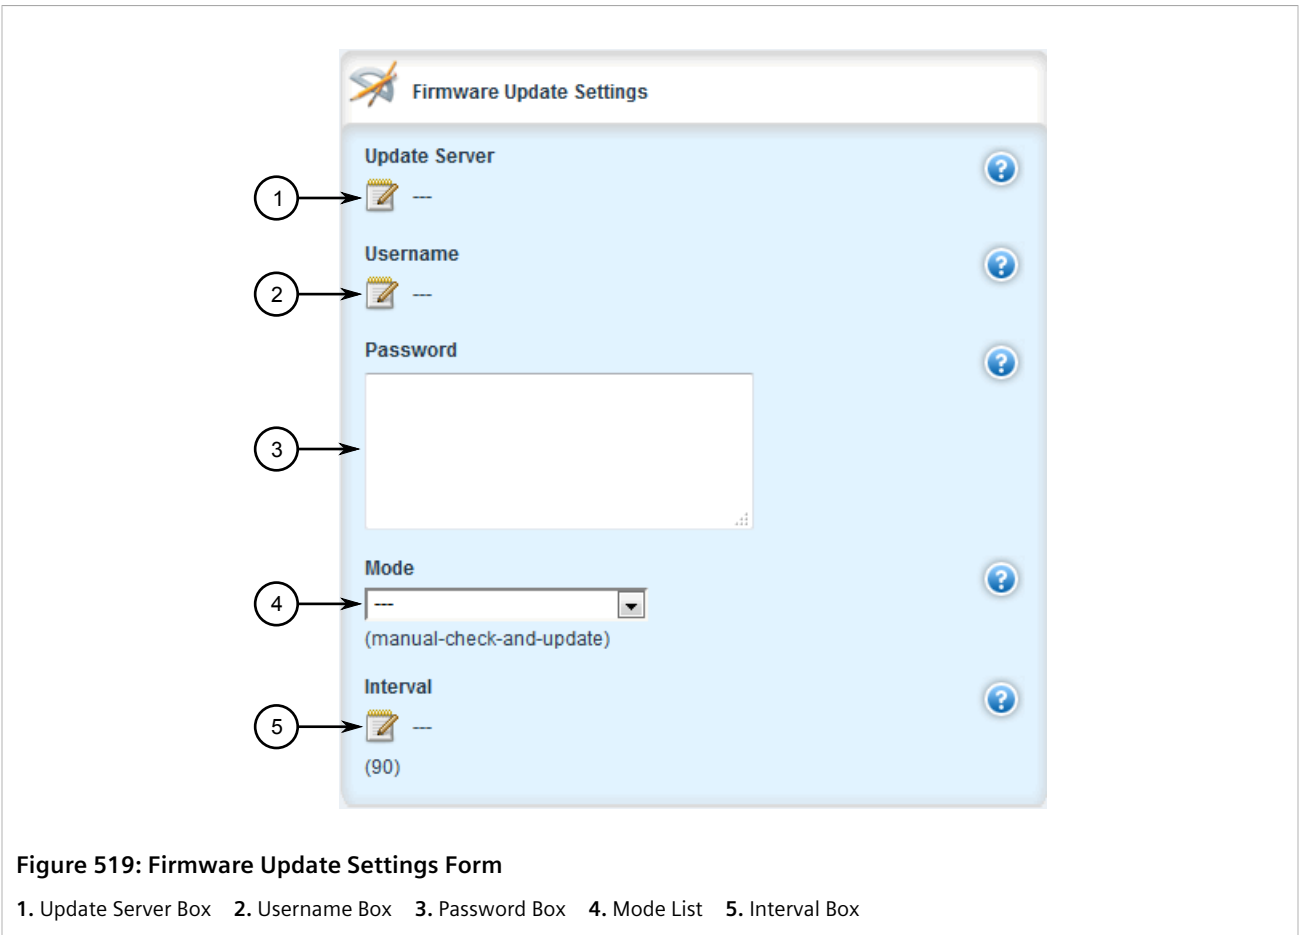 Firmware Update Settings
Update Server
1
---
Username
2
---
Password
3
Mode
4
---
(manual-check-and-update)
Interval
5
---
(90)
Figure 519: Firmware Update Settings Form
1. Update Server Box 2. Username Box 3. Password Box 4. Mode List 5. Interval Box